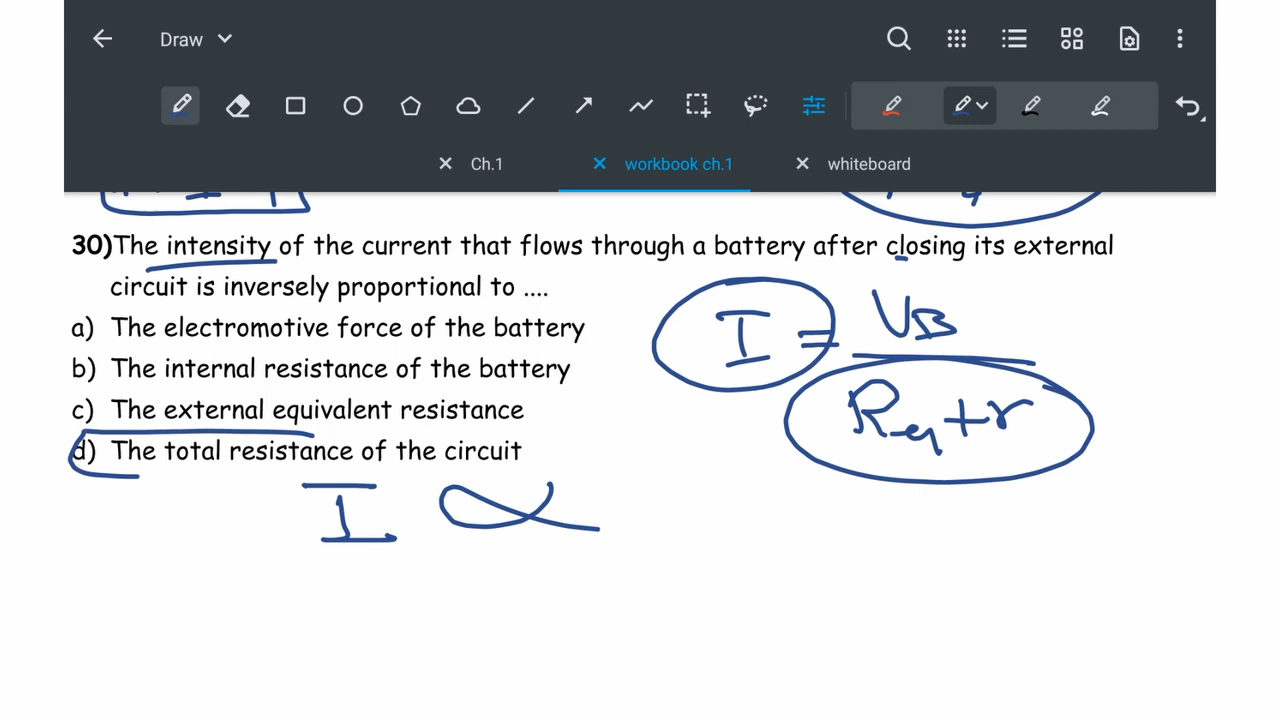 Draw
Ch.1
workbook ch.1
whiteboard
30)The intensity of the current that flows through a battery after closing its external
circuit is inversely proportional to ....
a) The electromotive force of the battery
b) The internal resistance of the battery
c) The external equivalent resistance
d) The total resistance of the circuit
I = VB
Req+r
I ∝